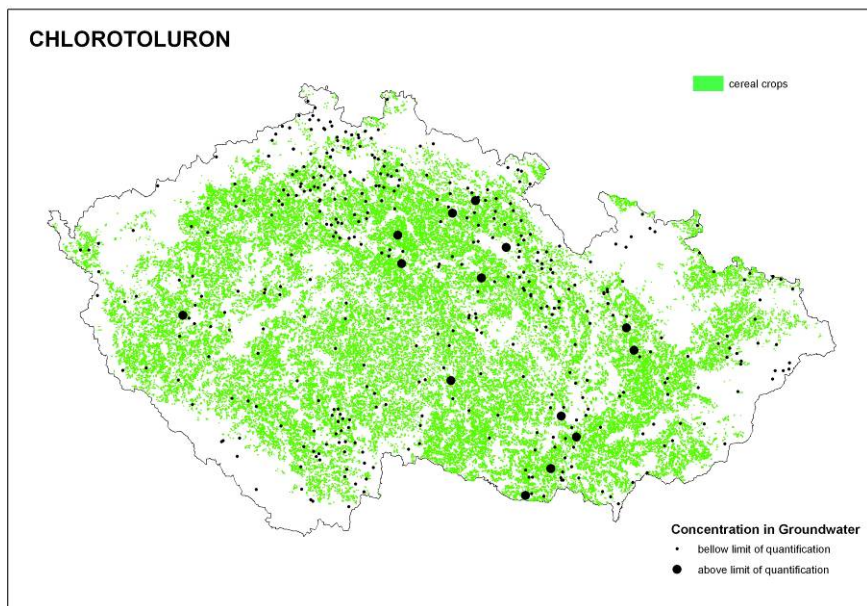 CHLOROTOLURON
cereal crops
Concentration in Groundwater
bellow limit of quantification
above limit of quantification